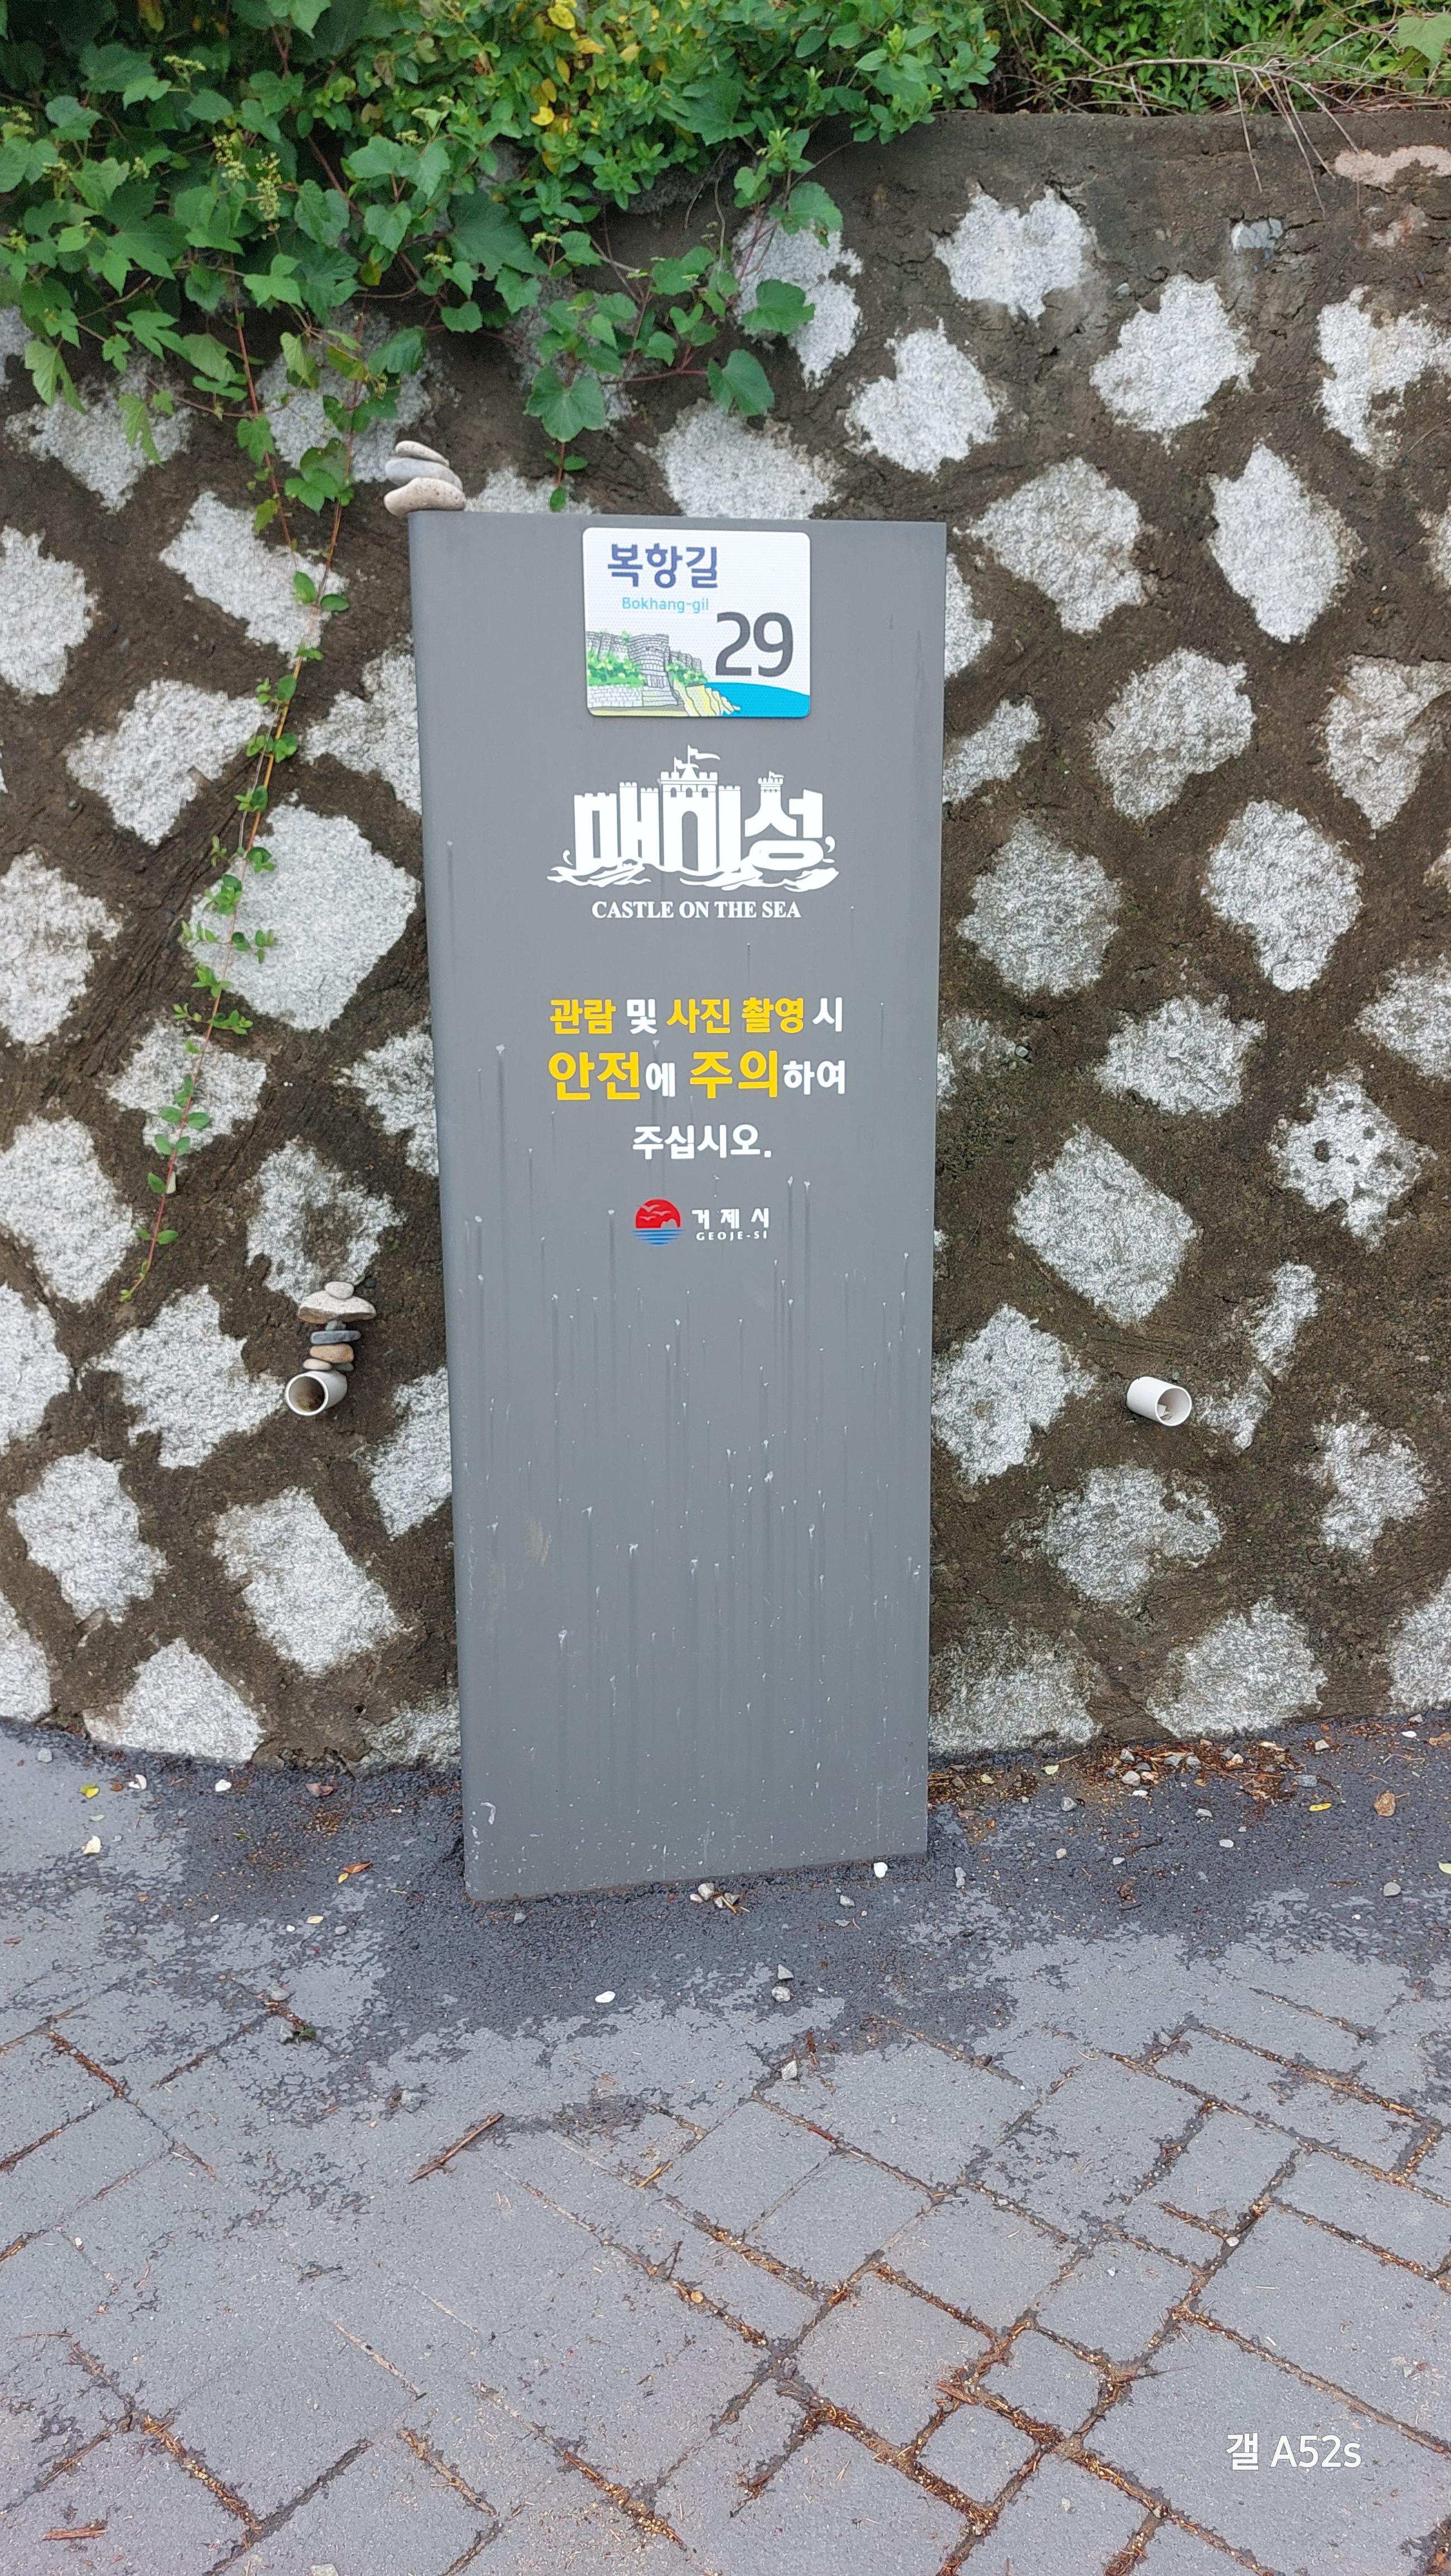 복항길
Bokhang-gil
29
매미성
CASTLE ON THE SEA
관람 및 사진 촬영 시
안전에 주의하여
주십시오.
거제시
GEOJE-SI
갤 A52s